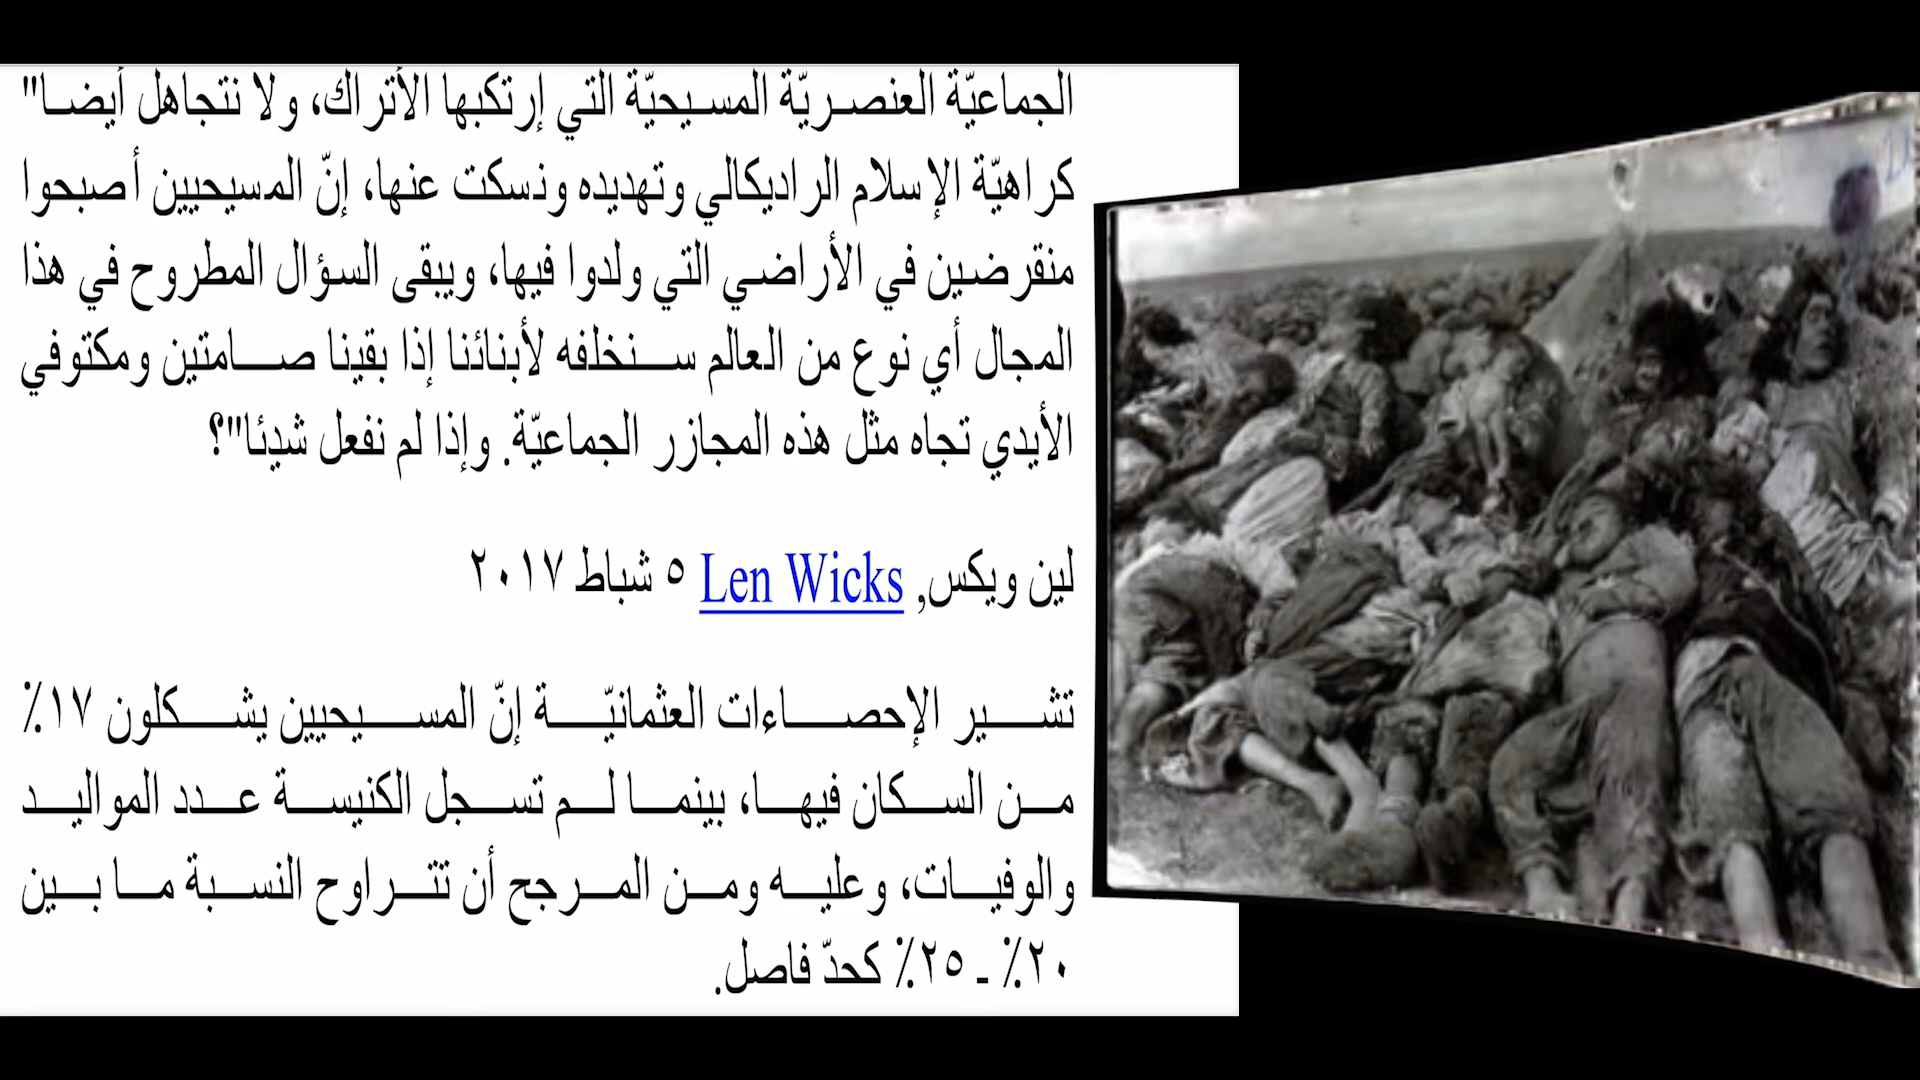 الجماعيّة العنصريّة المسيحيّة التي إرتكبها الأتراك، ولا نتجاهل أيضا"
كراهيّة الإسلام الراديكالي وتهديده ونسكت عنها، إنّ المسيحيين أصبحوا
منقرضين في الأراضي التي ولدوا فيها، ويبقى السؤال المطروح في هذا
المجال أي نوع من العالم سنخلفه لأبنائنا إذا بقينا صامتين ومكتوفي
الأيدي تجاه مثل هذه المجازر الجماعيّة. وإذا لم نفعل شيئا"؟
لين ويكس, Len Wicks ٥ شباط ٢٠١٧
تشير الإحصاءات العثمانيّة إنّ المسيحيين يشكلون ١٧٪
من السكان فيها، بينما لم تسجل الكنيسة عدد المواليد
والوفيات، وعليه ومن المرجح أن تتراوح النسبة ما بين
٢٠٪ ـ ٢٥٪ كحدّ فاصل.